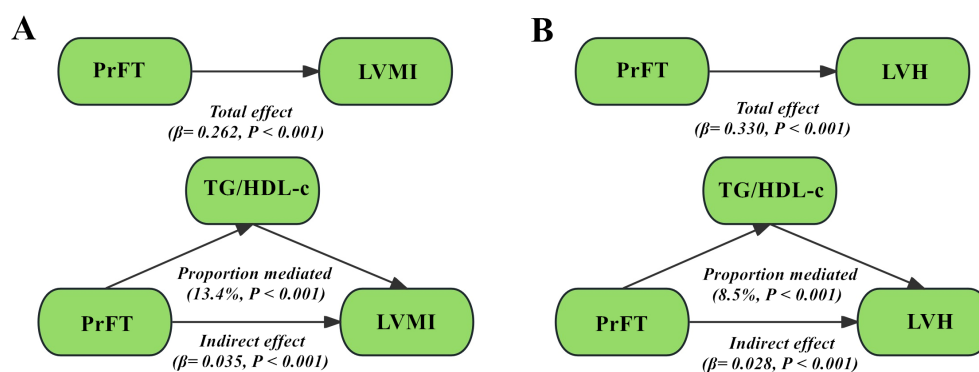 A
PrFT
LVMI
Total effect
(β= 0.262, P < 0.001)
TG/HDL-c
Proportion mediated
(13.4%, P < 0.001)
PrFT
LVMI
Indirect effect
(β= 0.035, P < 0.001)
B
PrFT
LVH
Total effect
(β= 0.330, P < 0.001)
TG/HDL-c
Proportion mediated
(8.5%, P < 0.001)
PrFT
LVH
Indirect effect
(β= 0.028, P < 0.001)